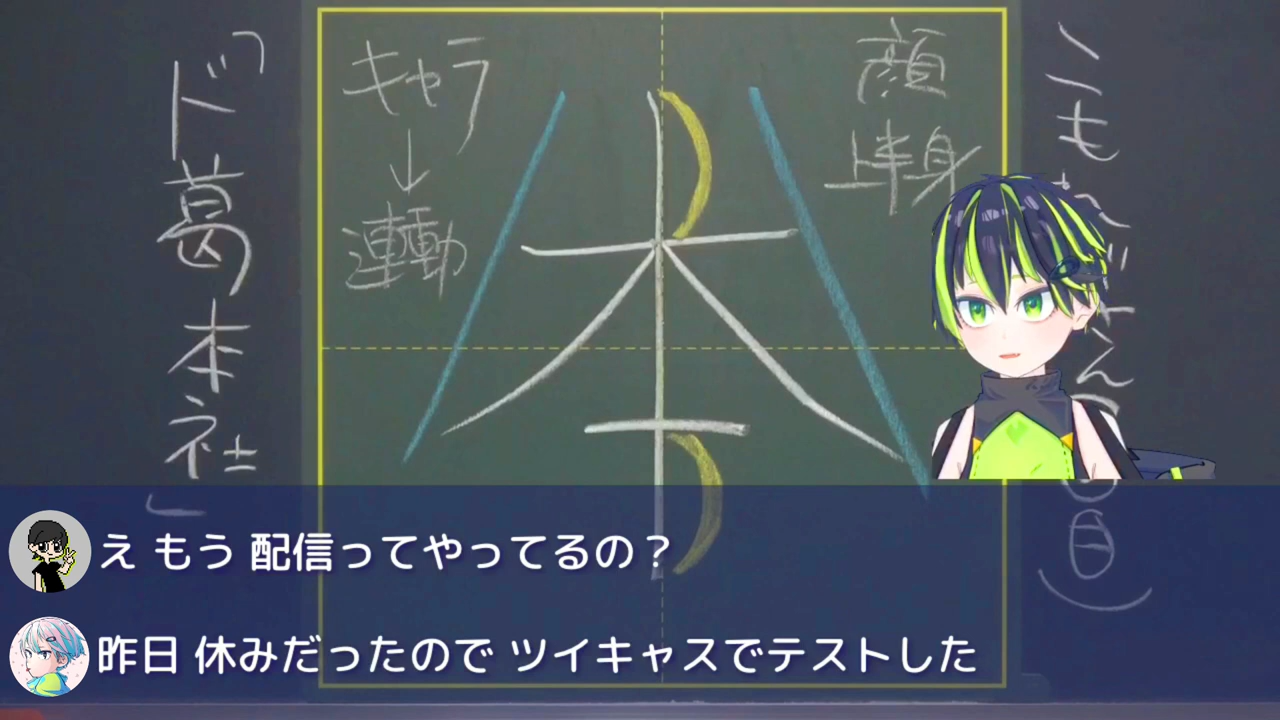 顔
上半身
本
キャラ
↓
連動
「ド葛本社」
え もう 配信ってやってるの？
昨日 休みだったので ツイキャスでテストした